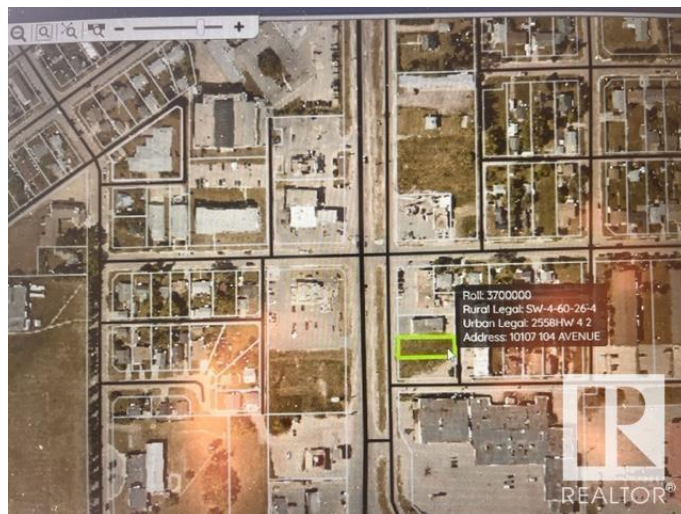 Roll: 3700000
Rural Legal: SW-4-60-26-4
Urban Legal: 2558HW 4 2
Address: 10107 104 AVENUE
R
REALTOR®